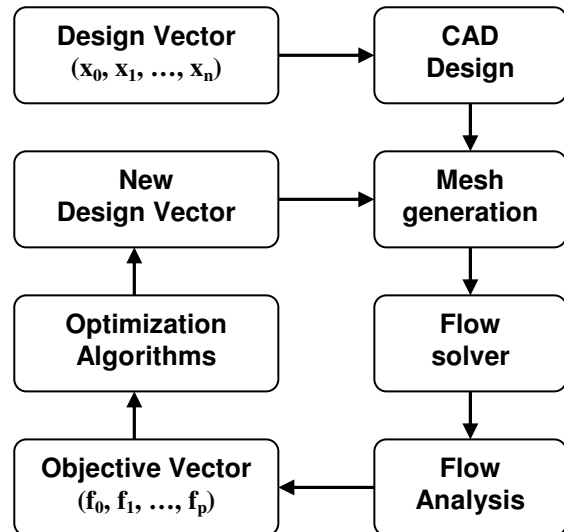 Design Vector
(x0, x1, …, xn)
CAD
Design
New
Design Vector
Mesh
generation
Optimization
Algorithms
Flow
solver
Objective Vector
(f0, f1, …, fp)
Flow
Analysis